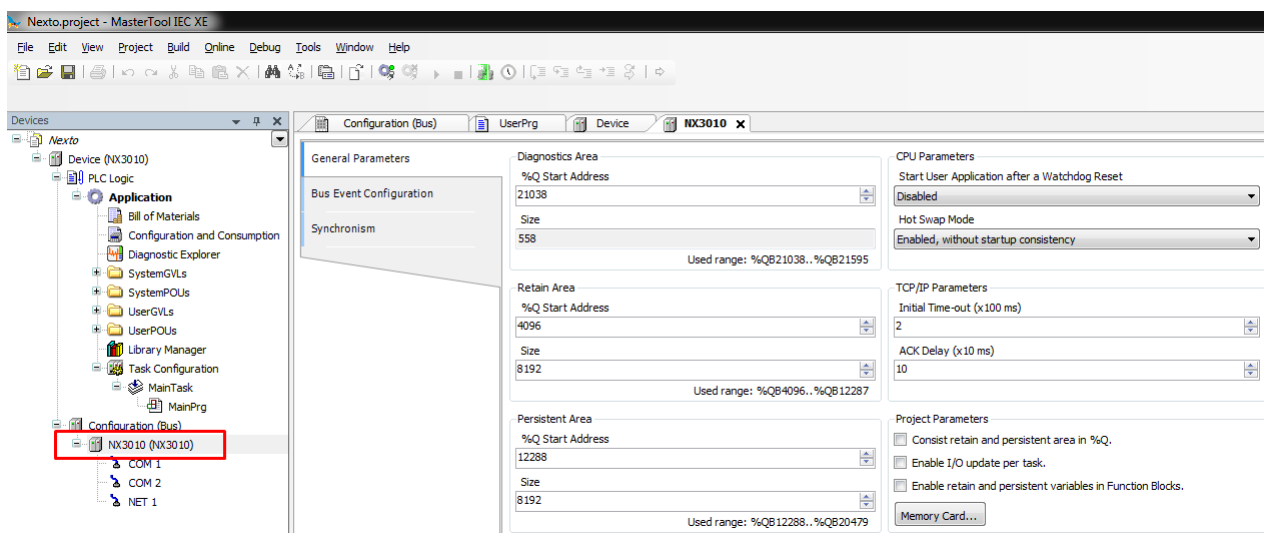 Nexto.project - MasterTool IEC XE
File Edit View Project Build Online Debug Tools Window Help
Devices
Configuration (Bus) UserPrg Device NX3010
Nexto
Device (NX3010)
PLC Logic
Application
Bill of Materials
Configuration and Consumption
Diagnostic Explorer
SystemGVLs
SystemPOUs
UserGVLs
UserPOUs
Library Manager
Task Configuration
MainTask
MainPrg
Configuration (Bus)
NX3010 (NX3010)
COM 1
COM 2
NET 1
General Parameters
Bus Event Configuration
Synchronism
Diagnostics Area
%Q Start Address
21038
Size
558
Used range: %QB21038..%QB21595
Retain Area
%Q Start Address
4096
Size
8192
Used range: %QB4096..%QB12287
Persistent Area
%Q Start Address
12288
Size
8192
Used range: %QB12288..%QB20479
CPU Parameters
Start User Application after a Watchdog Reset
Disabled
Hot Swap Mode
Enabled, without startup consistency
TCP/IP Parameters
Initial Time-out (x100 ms)
2
ACK Delay (x10 ms)
10
Project Parameters
Consist retain and persistent area in %Q.
Enable I/O update per task.
Enable retain and persistent variables in Function Blocks.
Memory Card...